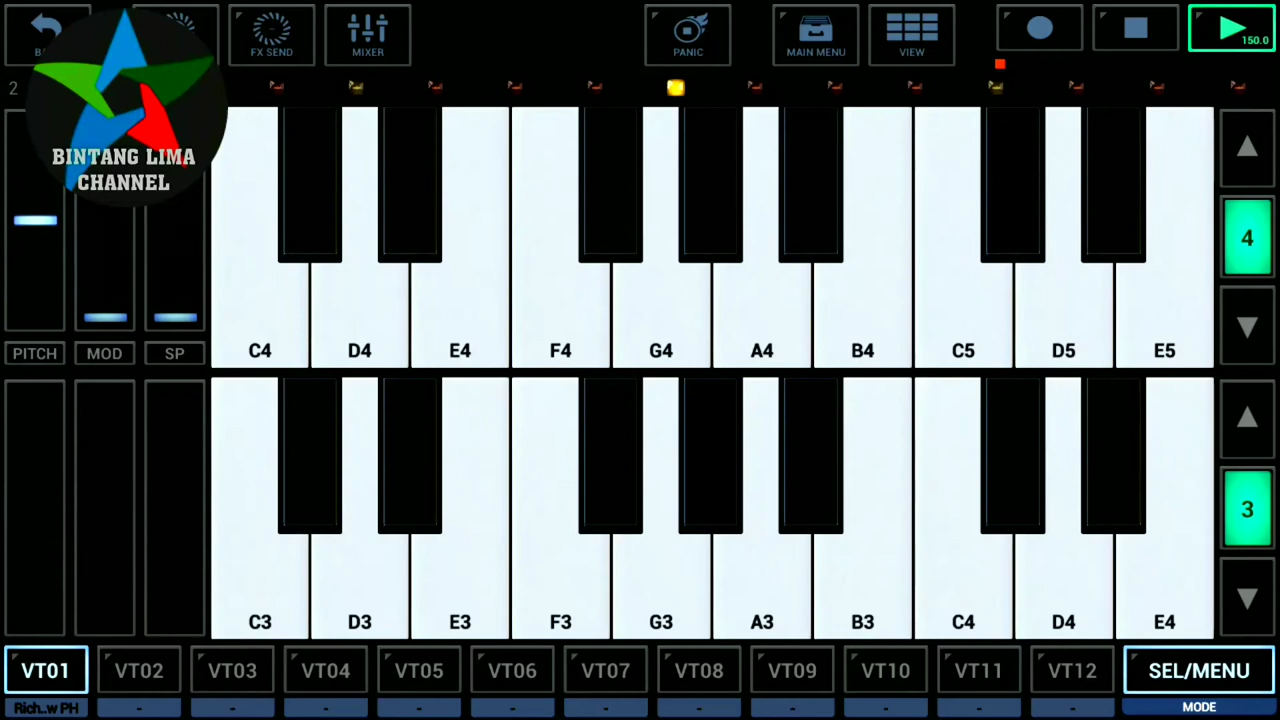 FX SEND
MIXER
PANIC
MAIN MENU
VIEW
150.0
2
BINTANG LIMA
CHANNEL
C4 D4 E4 F4 G4 A4 B4 C5 D5 E5
4
PITCH MOD SP
C3 D3 E3 F3 G3 A3 B3 C4 D4 E4
3
VT01 VT02 VT03 VT04 VT05 VT06 VT07 VT08 VT09 VT10 VT11 VT12 SEL/MENU
Rich..w PH - - - - - - - - - - - MODE